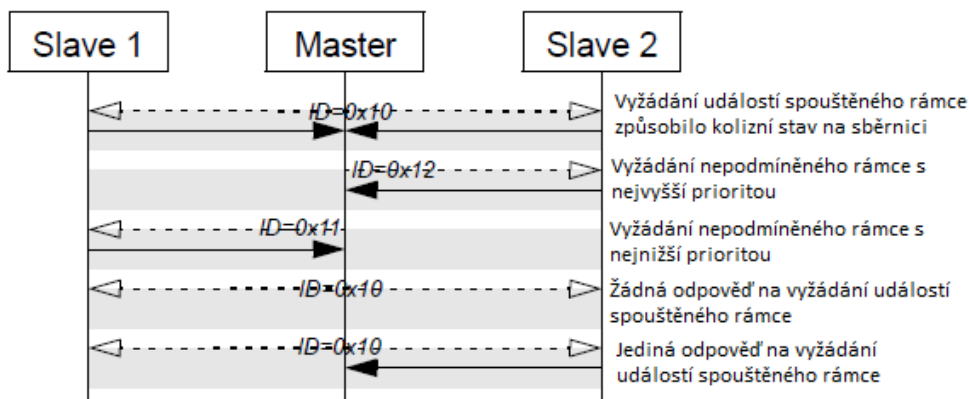 Slave 1
Master
Slave 2
ID=0x10
Vyžádání událostí spouštěného rámce
způsobilo kolizní stav na sběrnici
ID=0x12
Vyžádání nepodmíněného rámce s
nejvyšší prioritou
ID=0x11
Vyžádání nepodmíněného rámce s
nejnižší prioritou
ID=0x10
Žádná odpověď na vyžádání událostí
spouštěného rámce
ID=0x10
Jediná odpověď na vyžádání
událostí spouštěného rámce